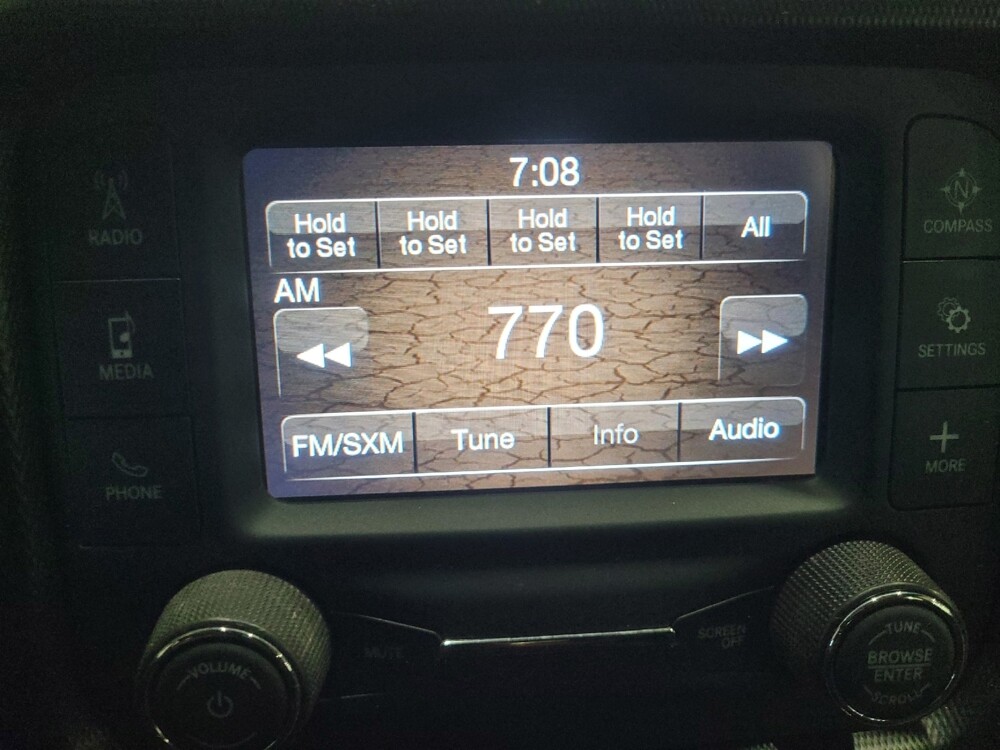 7:08
Hold to Set
Hold to Set
Hold to Set
Hold to Set
All
AM
770
FM/SXM
Tune
Info
Audio
RADIO
MEDIA
PHONE
N
COMPASS
SETTINGS
MORE
VOLUME
MUTE
SCREEN OFF
TUNE
BROWSE
ENTER
SCROLL